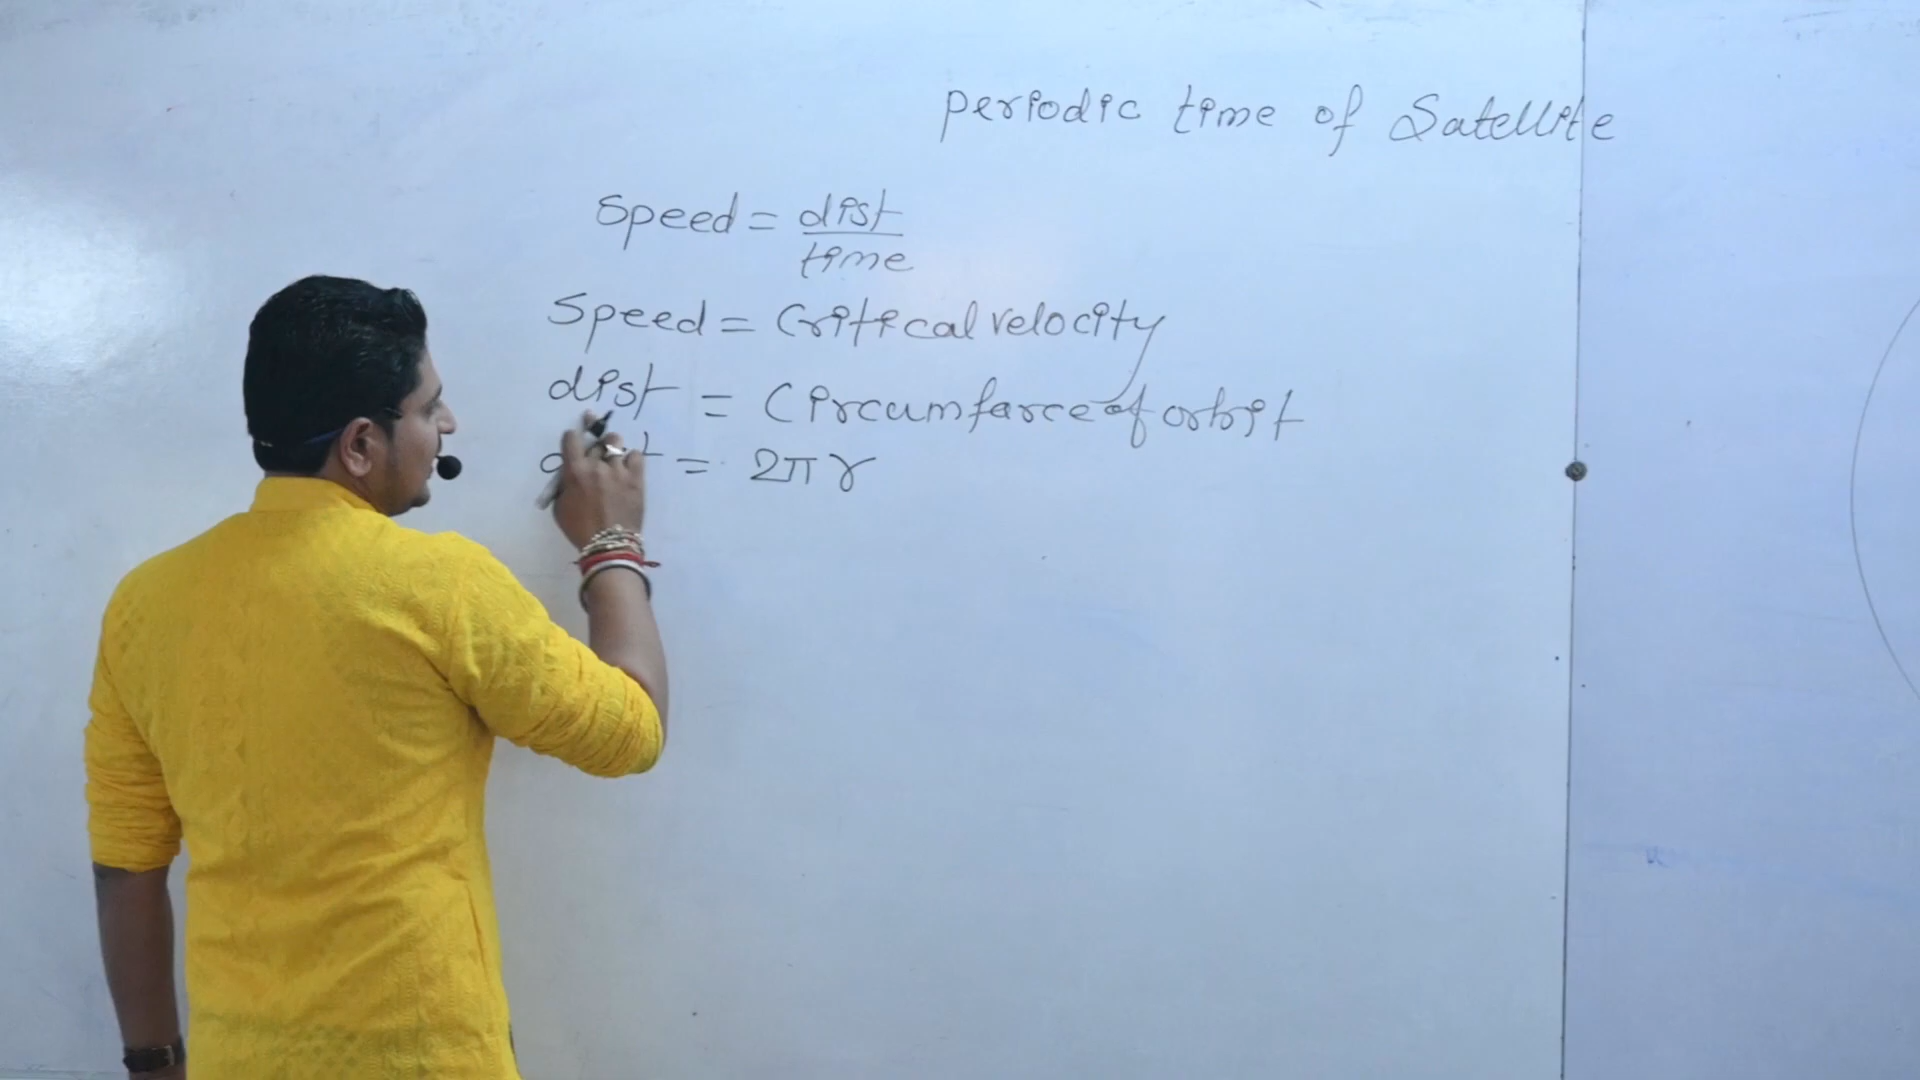 periodic time of Satellite
Speed = dist
time
Speed = Critical velocity
dist = Circumfarce of orbit
= 2πr